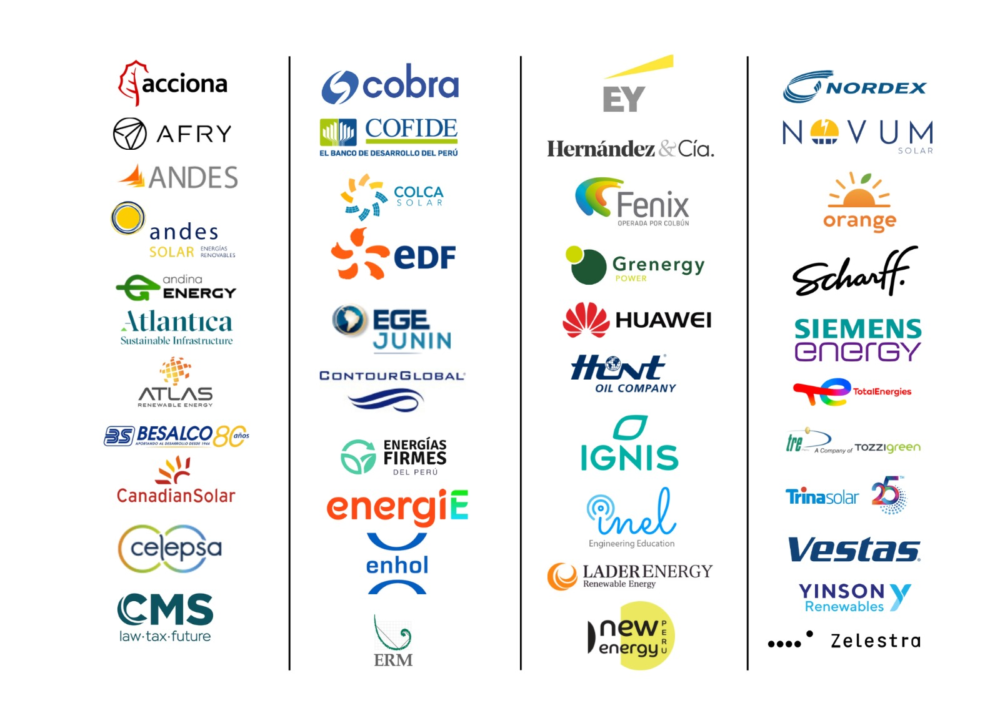 acciona
AFRY
ANDES
andes
SOLAR ENERGÍAS
RENOVABLES
andina
ENERGY
Atlantica
Sustainable Infrastructure
ATLAS
RENEWABLE ENERGY
BS BESALCO 80 años
APORTANDO AL DESARROLLO DESDE 1944
CanadianSolar
celepsa
CMS
law·tax·future
cobra
COFIDE
EL BANCO DE DESARROLLO DEL PERÚ
COLCA
SOLAR
eDF
EGE
JUNIN
CONTOURGLOBAL®
ENERGÍAS
FIRMES
DEL PERÚ
energiE
enhol
ERM
EY
Hernández & Cía.
Fenix
OPERADA POR COLBÚN
Grenergy
POWER
HUAWEI
Hunt®
OIL COMPANY
IGNIS
inel
Engineering Education
LADERENERGY
Renewable Energy
new
energy
PERU
NORDEX
NOVUM
SOLAR
orange
Scharff.
SIEMENS
energy
TE TotalEnergies
tre Perú A Company of TOZZIgreen
Trinasolar 25TH
Vestas®
YINSON
Renewables
Zelestra